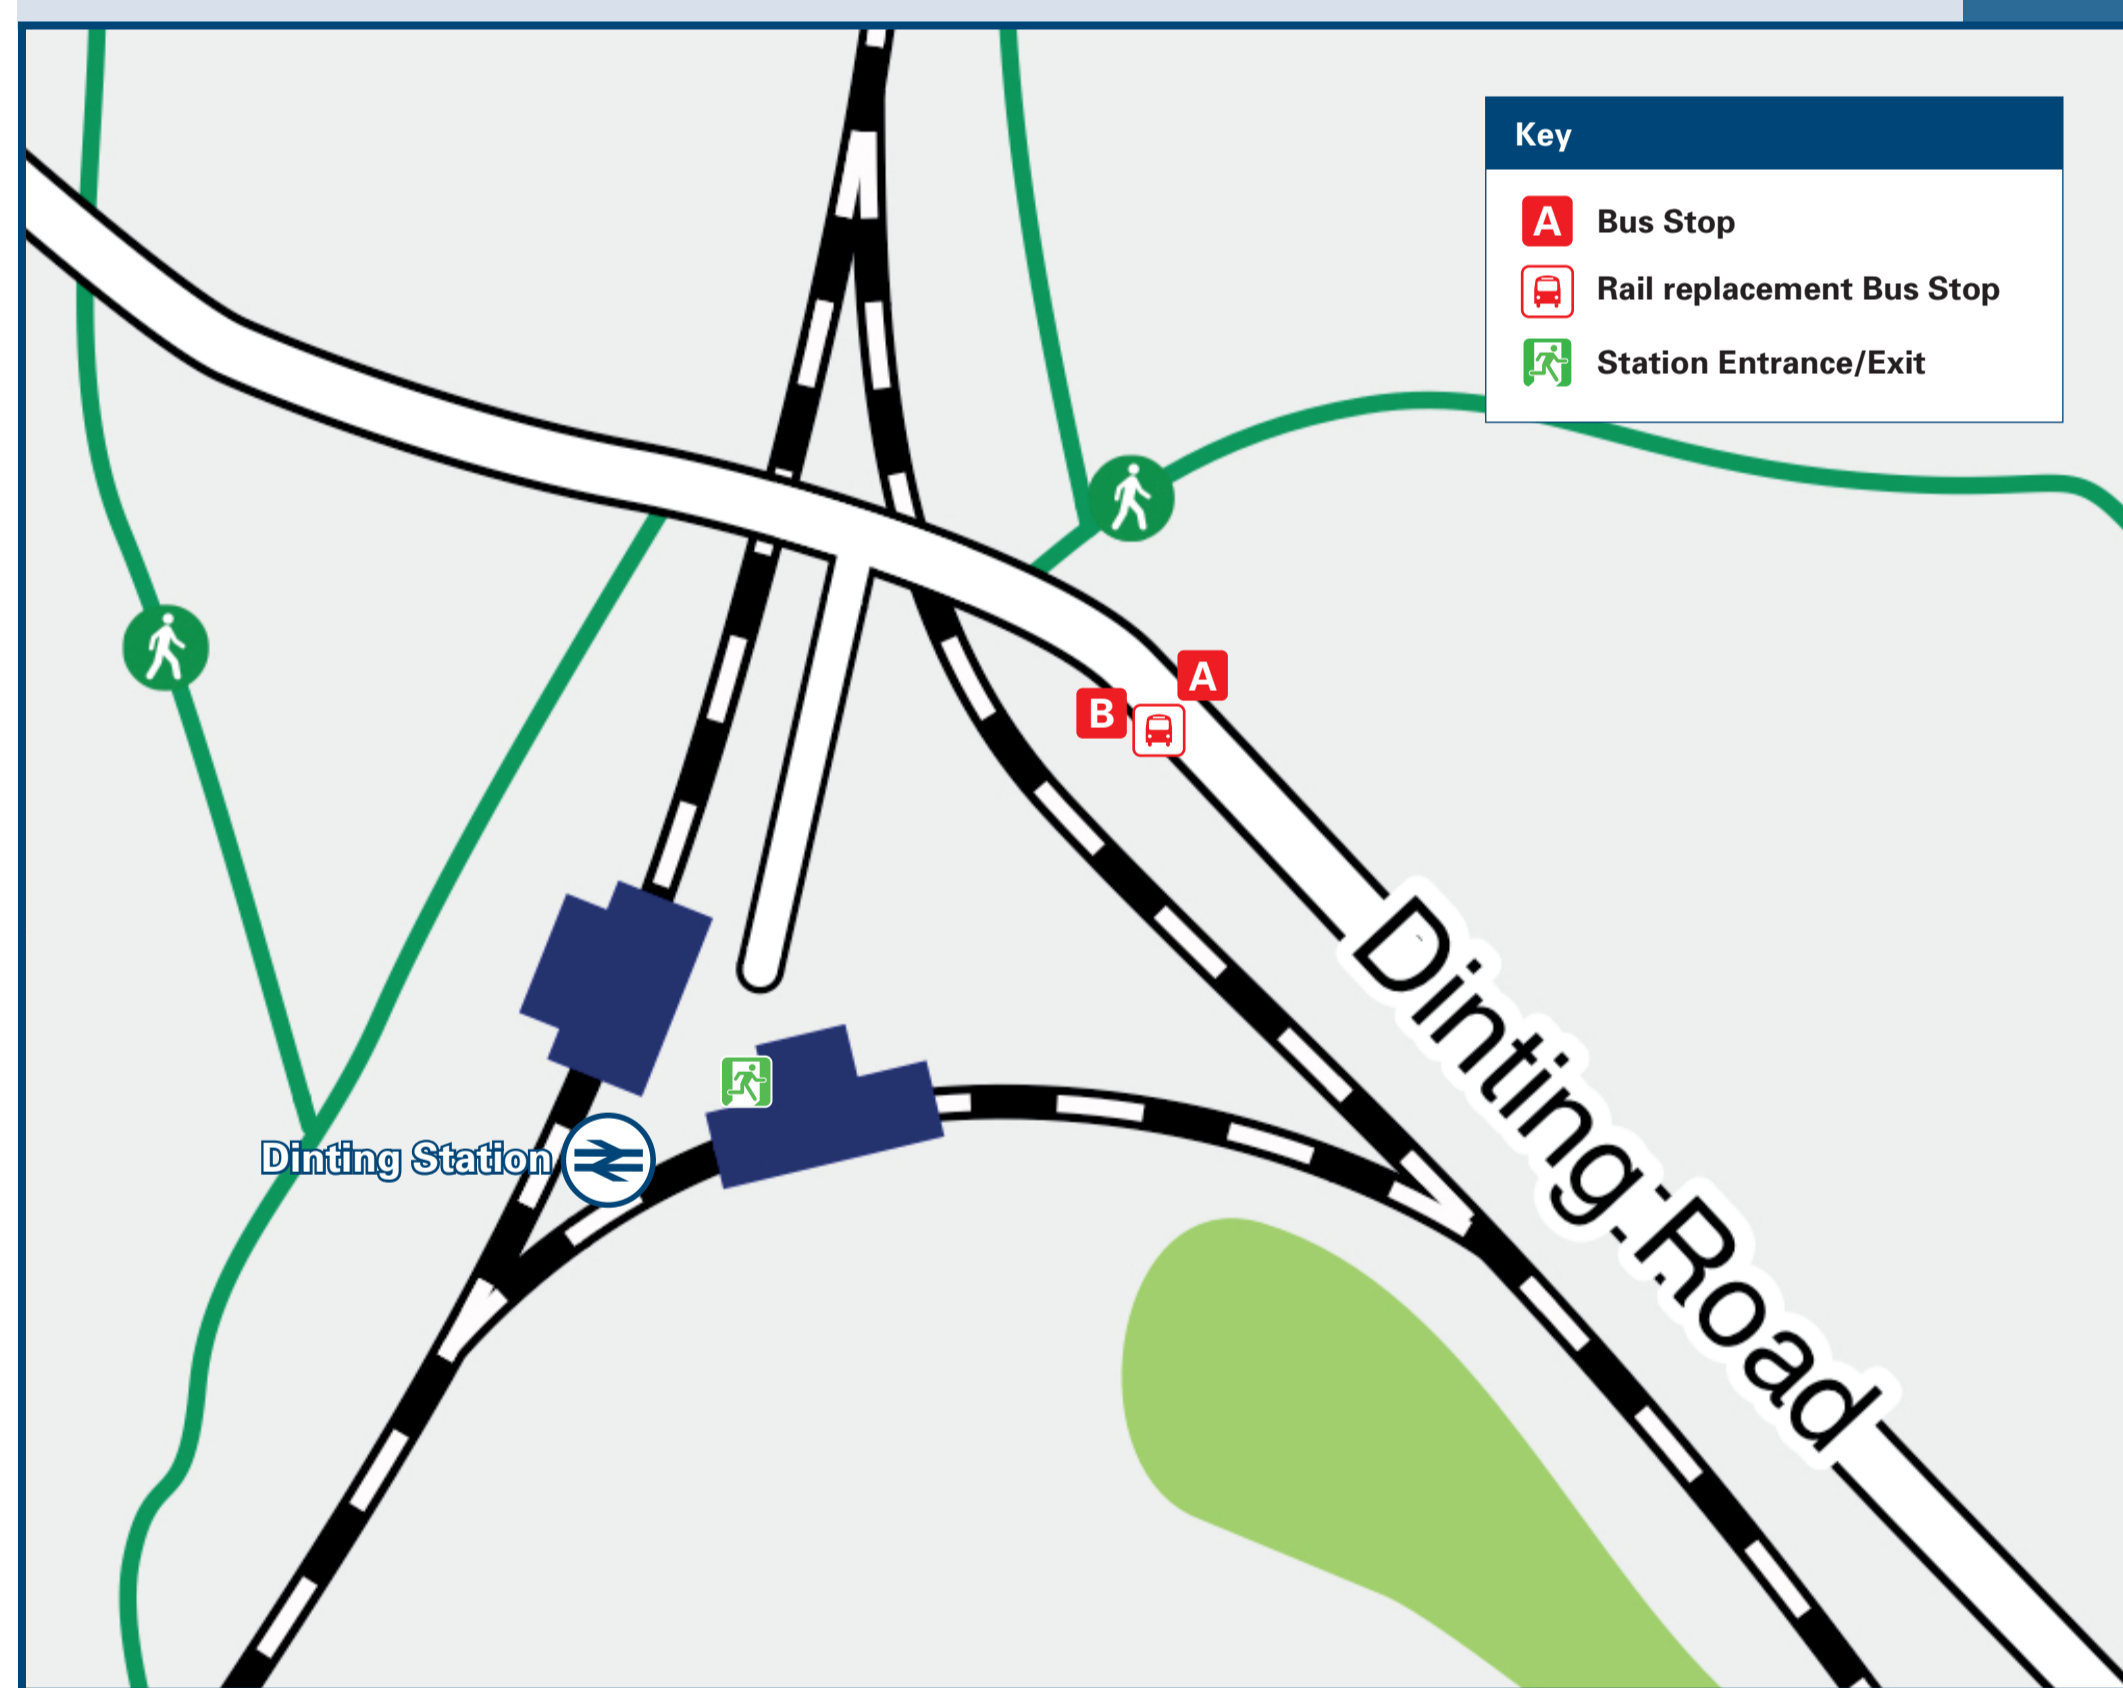 Key
A Bus Stop
Rail replacement Bus Stop
Station Entrance/Exit
A
B
Dinting Road
Dinting Station